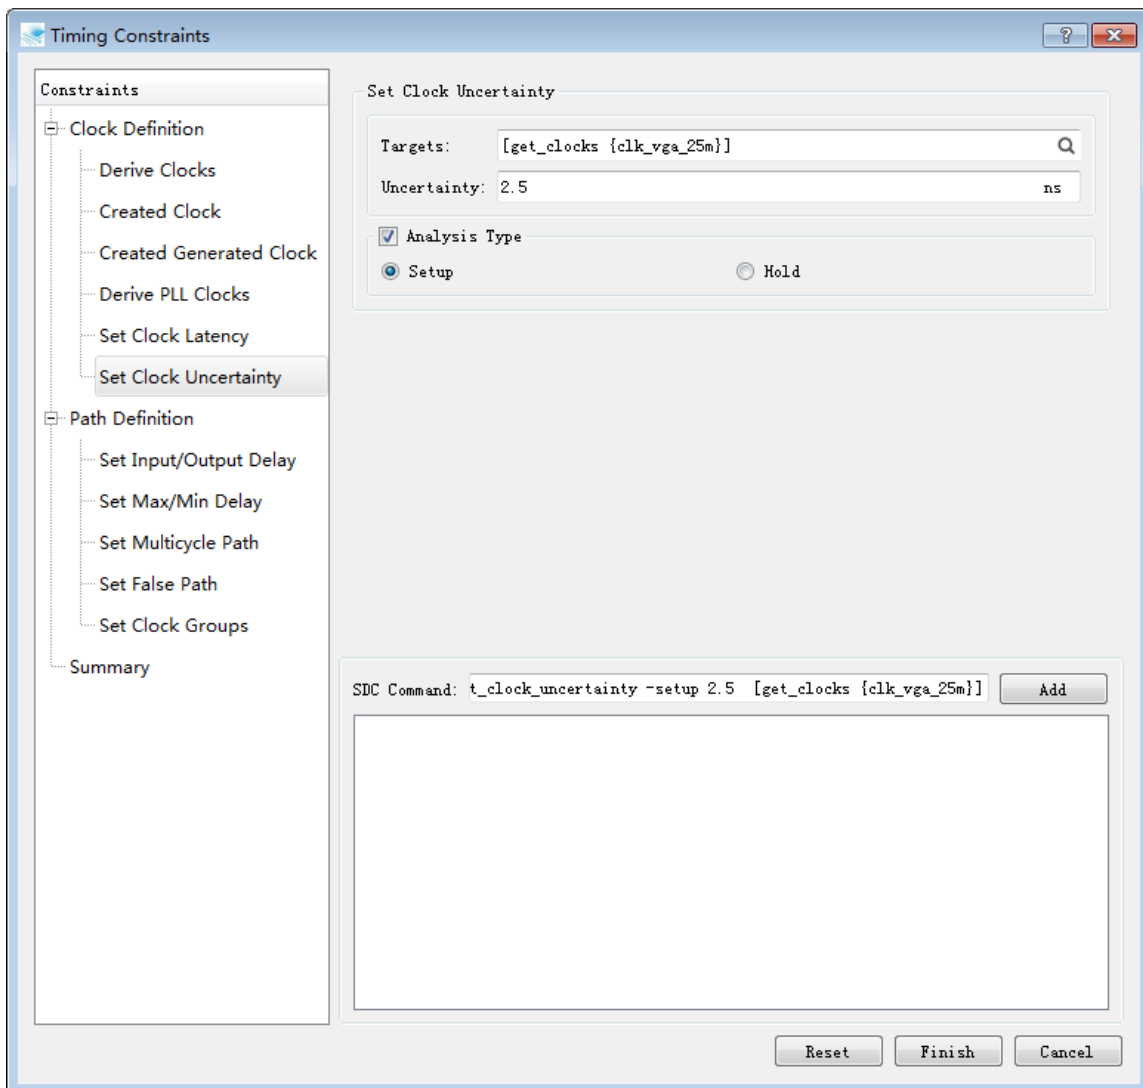 Timing Constraints
Constraints
Clock Definition
Derive Clocks
Created Clock
Created Generated Clock
Derive PLL Clocks
Set Clock Latency
Set Clock Uncertainty
Path Definition
Set Input/Output Delay
Set Max/Min Delay
Set Multicycle Path
Set False Path
Set Clock Groups
Summary
Set Clock Uncertainty
Targets: [get_clocks {clk_vga_25m}]
Uncertainty: 2.5 ns
Analysis Type
Setup Hold
SDC Command: t_clock_uncertainty -setup 2.5  [get_clocks {clk_vga_25m}] Add
Reset Finish Cancel